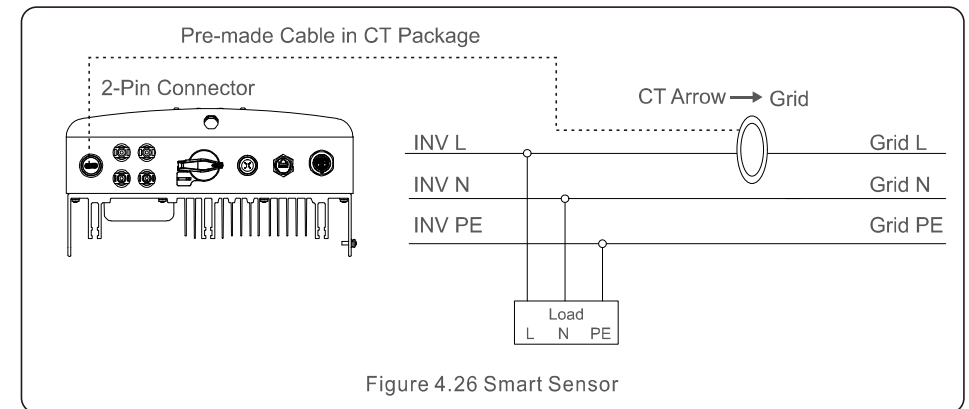 Pre-made Cable in CT Package
2-Pin Connector
CT Arrow Grid
INV L Grid L
INV N Grid N
INV PE Grid PE
Load
L N PE
Figure 4.26 Smart Sensor